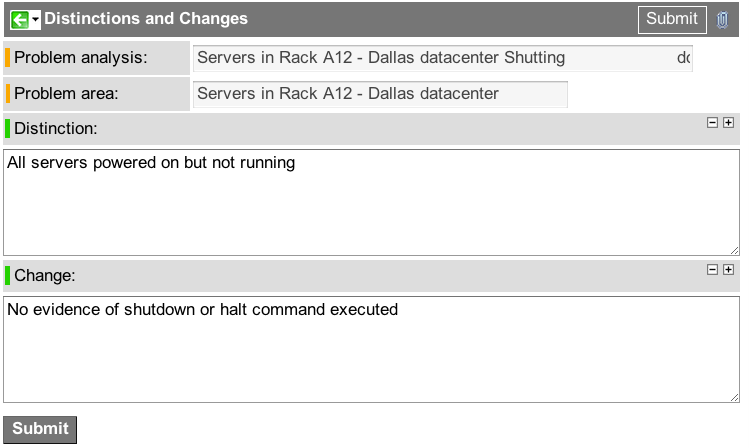 Distinctions and Changes Submit
Problem analysis: Servers in Rack A12 - Dallas datacenter Shutting
Problem area: Servers in Rack A12 - Dallas datacenter
Distinction:
All servers powered on but not running
Change:
No evidence of shutdown or halt command executed
Submit